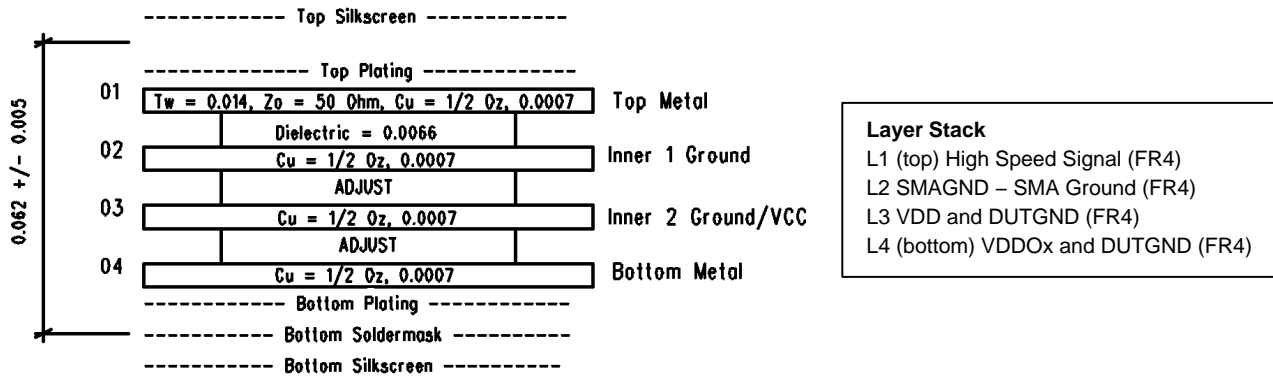 ------------ Top Silkscreen ------------
0.062 +/- 0.005
------------ Top Plating ------------
01 Tw = 0.014, Zo = 50 Ohm, Cu = 1/2 Oz, 0.0007 Top Metal
Dielectric = 0.0066
02 Cu = 1/2 Oz, 0.0007 Inner 1 Ground
ADJUST
03 Cu = 1/2 Oz, 0.0007 Inner 2 Ground/VCC
ADJUST
04 Cu = 1/2 Oz, 0.0007 Bottom Metal
------------ Bottom Plating ------------
------------ Bottom Soldermask ------------
------------ Bottom Silkscreen ------------
Layer Stack
L1 (top) High Speed Signal (FR4)
L2 SMAGND – SMA Ground (FR4)
L3 VDD and DUTGND (FR4)
L4 (bottom) VDDOx and DUTGND (FR4)